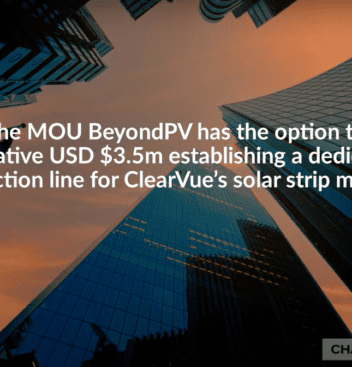 he MOU BeyondPV has the option t
ative USD $3.5m establishing a dedi
ction line for ClearVue's solar strip m
CHA